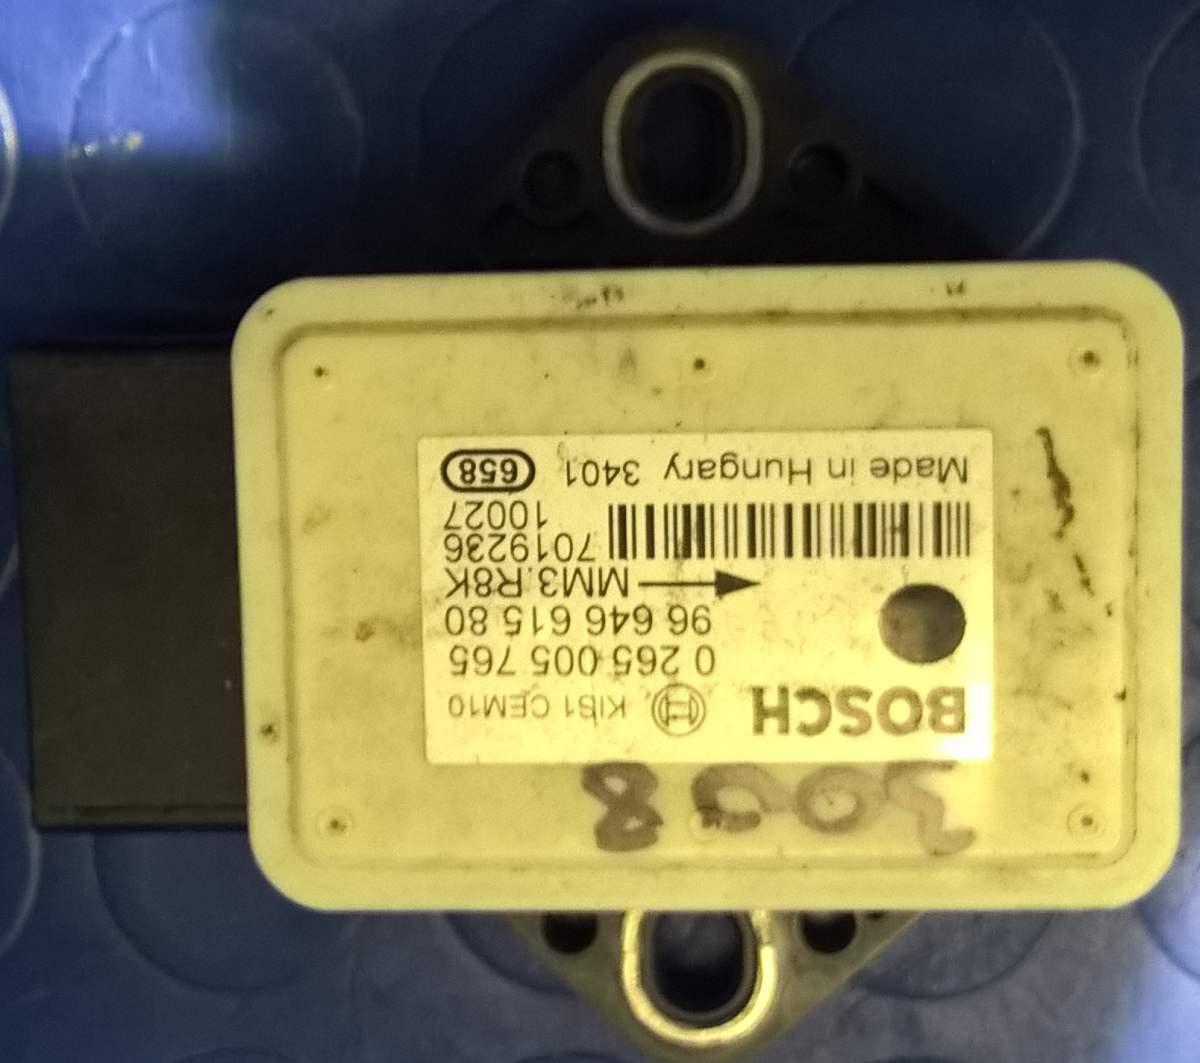 3008
BOSCH KIS1 CEM10
0 265 005 765
96 646 615 80
MM3.R8K
7019236
10027
Made in Hungary 3401 658